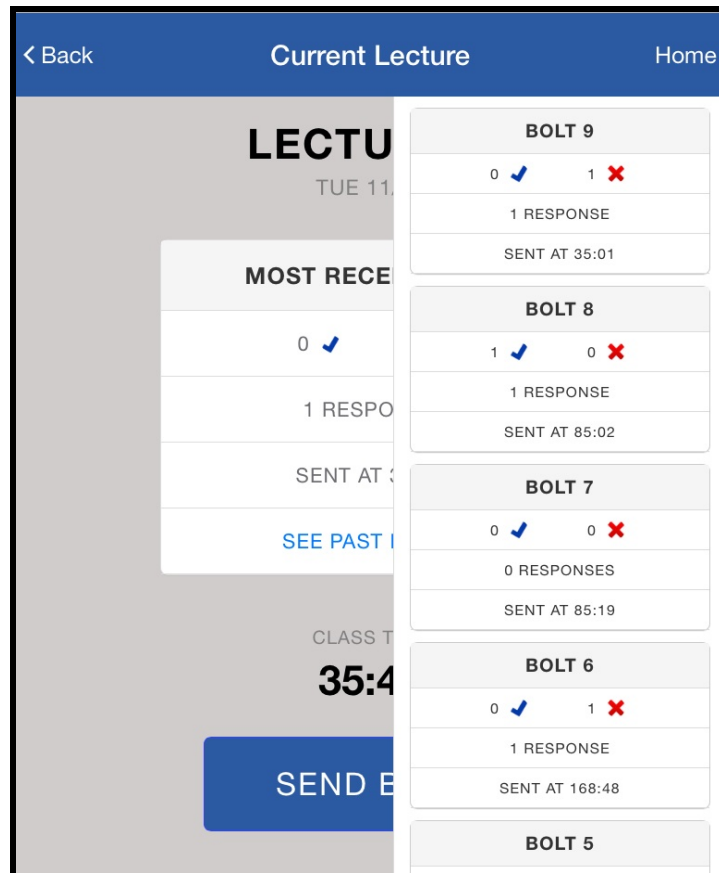 Back
Current Lecture
Home
LECTU
TUE 11
MOST RECE
0
1 RESPO
SENT AT 3
SEE PAST
CLASS T
35:4
SEND B
BOLT 9
0 1
1 RESPONSE
SENT AT 35:01
BOLT 8
1 0
1 RESPONSE
SENT AT 85:02
BOLT 7
0 0
0 RESPONSES
SENT AT 85:19
BOLT 6
0 1
1 RESPONSE
SENT AT 168:48
BOLT 5